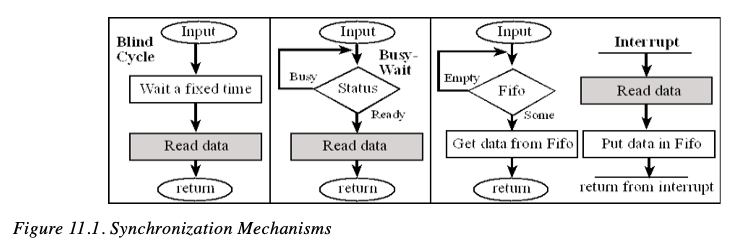 Blind
Cycle
Input
Wait a fixed time
Read data
return
Input
Busy-
Wait
Busy
Status
Ready
Read data
return
Input
Empty
Fifo
Some
Get data from Fifo
return
Interrupt
Read data
Put data in Fifo
return from interrupt
Figure 11.1. Synchronization Mechanisms